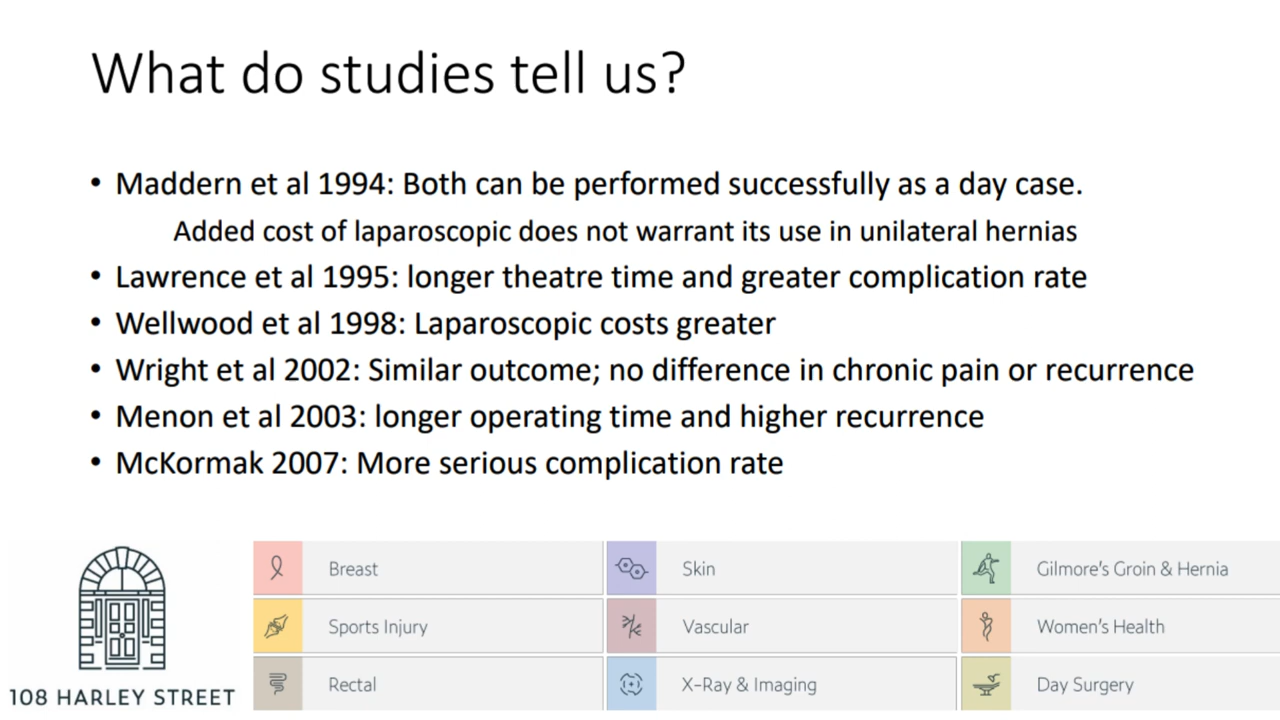 What do studies tell us?
• Maddern et al 1994: Both can be performed successfully as a day case.
Added cost of laparoscopic does not warrant its use in unilateral hernias
• Lawrence et al 1995: longer theatre time and greater complication rate
• Wellwood et al 1998: Laparoscopic costs greater
• Wright et al 2002: Similar outcome; no difference in chronic pain or recurrence
• Menon et al 2003: longer operating time and higher recurrence
• McKormak 2007: More serious complication rate
108 HARLEY STREET
Breast
Skin
Gilmore's Groin & Hernia
Sports Injury
Vascular
Women's Health
Rectal
X-Ray & Imaging
Day Surgery